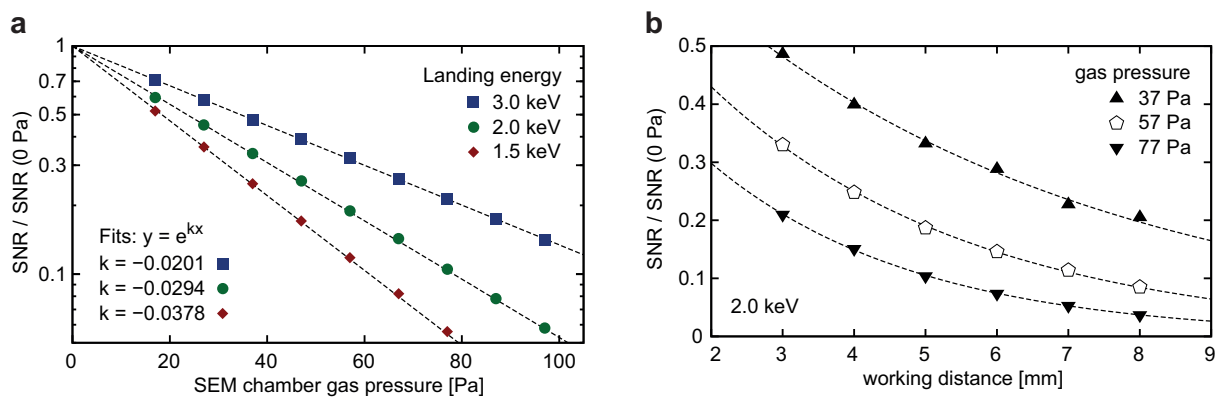 a
SNR / SNR (0 Pa)
1
0.7
0.5
0.3
0.1
Landing energy
3.0 keV
2.0 keV
1.5 keV
Fits: y = e^kx
k = −0.0201
k = −0.0294
k = −0.0378
0 20 40 60 80 100
SEM chamber gas pressure [Pa]
b
SNR / SNR (0 Pa)
0.5
0.4
0.3
0.2
0.1
0
gas pressure
37 Pa
57 Pa
77 Pa
2.0 keV
2 3 4 5 6 7 8 9
working distance [mm]